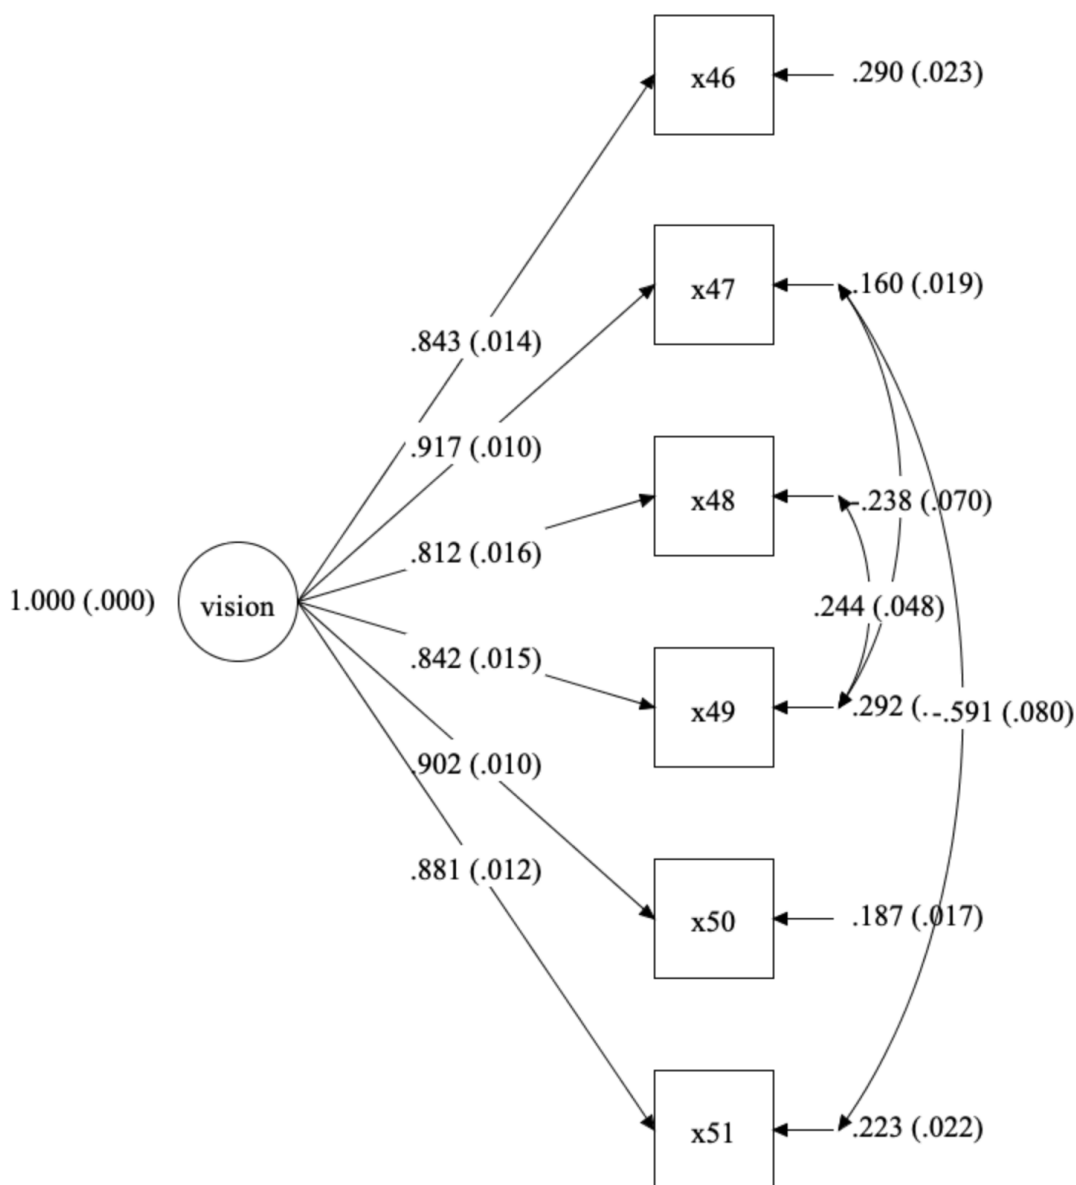 x46
.290 (.023)
x47
.160 (.019)
.843 (.014)
.917 (.010)
x48
-.238 (.070)
.812 (.016)
1.000 (.000)
vision
.244 (.048)
.842 (.015)
x49
.292 (.
-.591 (.080)
.902 (.010)
.881 (.012)
x50
.187 (.017)
x51
.223 (.022)